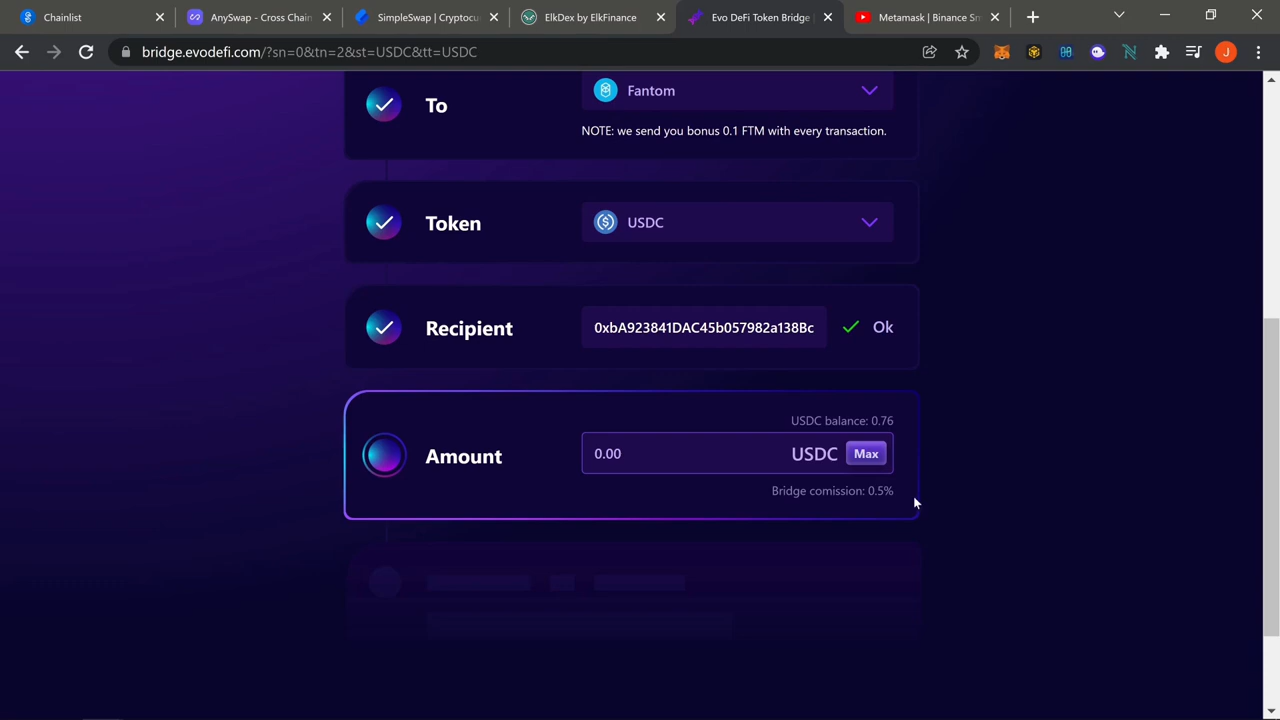 Chainlist
AnySwap - Cross Chain
SimpleSwap | Cryptocu
ElkDex by ElkFinance
Evo DeFi Token Bridge |
Metamask | Binance Sm
bridge.evodefi.com/?sn=0&tn=2&st=USDC&tt=USDC
J
To
Fantom
NOTE: we send you bonus 0.1 FTM with every transaction.
Token
USDC
Recipient
0xbA923841DAC45b057982a138Bc
Ok
USDC balance: 0.76
Amount
0.00
USDC
Max
Bridge comission: 0.5%